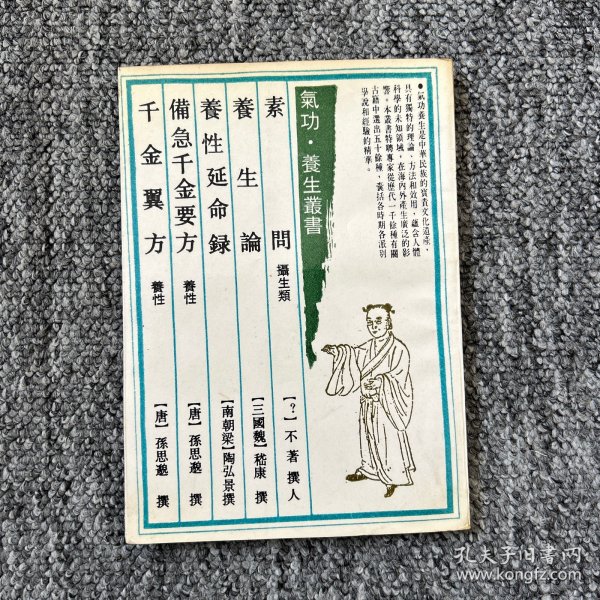 ●氣功養生是中華民族的寶貴文化遺產，
具有獨特的理論、方法和效用，蘊含人體
科學的未知領域，在海內外產生廣泛的影
響。本叢書特聘專家從歷代一千餘種有關
古籍中選出五十餘種，囊括各時期各派別
學說和經驗的精華。
氣功·養生叢書
素問 攝生類 【？】不著撰人
養生論 【三國魏】嵇康 撰
養性延命録 【南朝梁】陶弘景撰
備急千金要方 養性 【唐】孫思邈 撰
千金翼方 養性 【唐】孫思邈 撰
孔夫子旧书网
www.kongfz.com